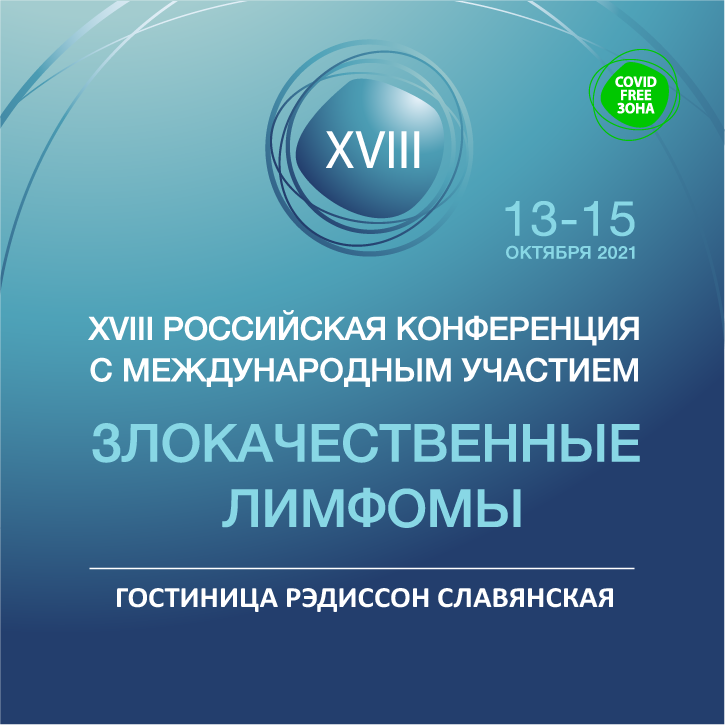 XVIII
COVID
FREE
ЗОНА
13-15
ОКТЯБРЯ 2021
XVIII РОССИЙСКАЯ КОНФЕРЕНЦИЯ
С МЕЖДУНАРОДНЫМ УЧАСТИЕМ
ЗЛОКАЧЕСТВЕННЫЕ
ЛИМФОМЫ
ГОСТИНИЦА РЭДИССОН СЛАВЯНСКАЯ